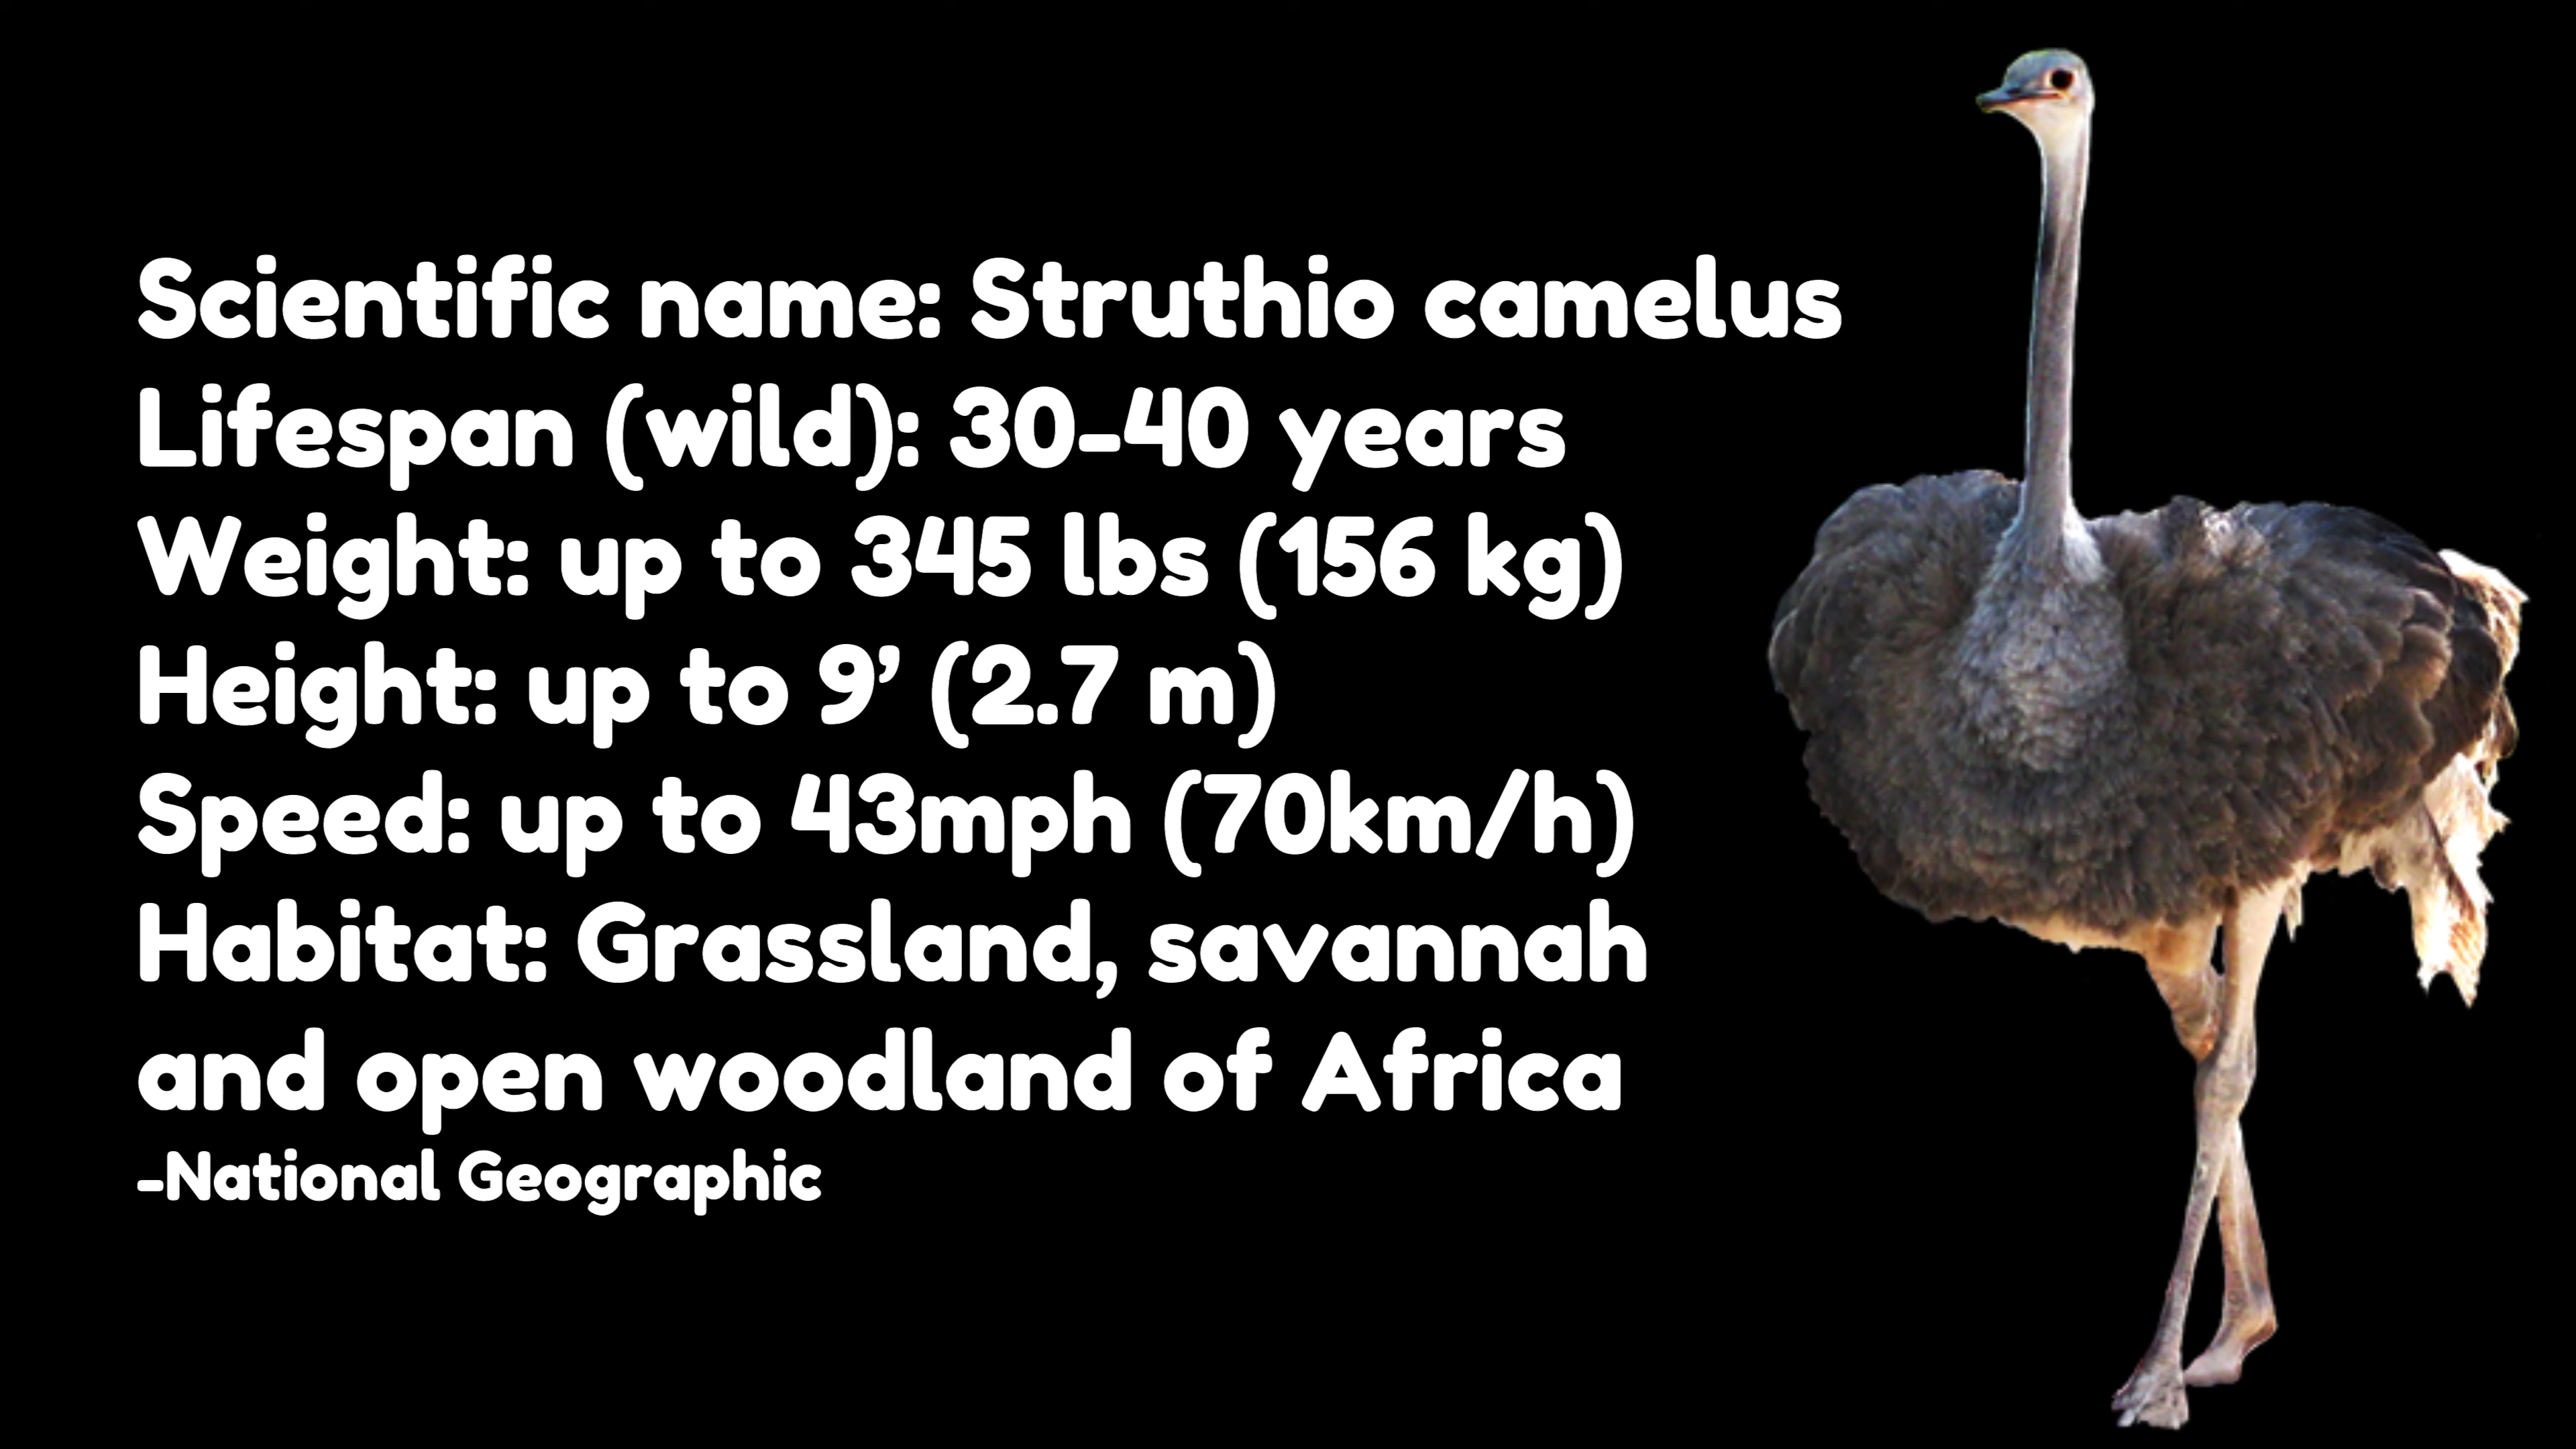 Scientific name: Struthio camelus
Lifespan (wild): 30-40 years
Weight: up to 345 lbs (156 kg)
Height: up to 9’ (2.7 m)
Speed: up to 43mph (70km/h)
Habitat: Grassland, savannah
and open woodland of Africa
-National Geographic